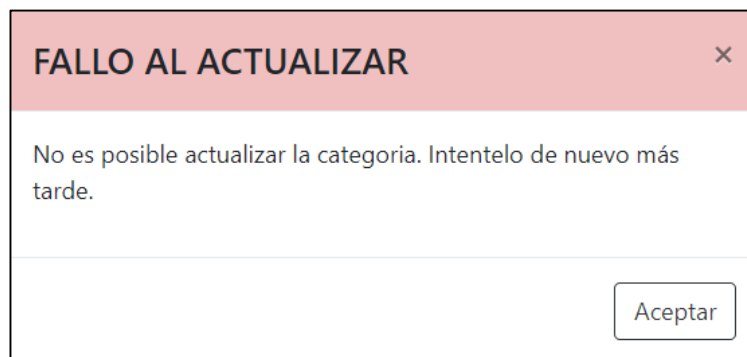 FALLO AL ACTUALIZAR
×
No es posible actualizar la categoria. Intentelo de nuevo más
tarde.
Aceptar